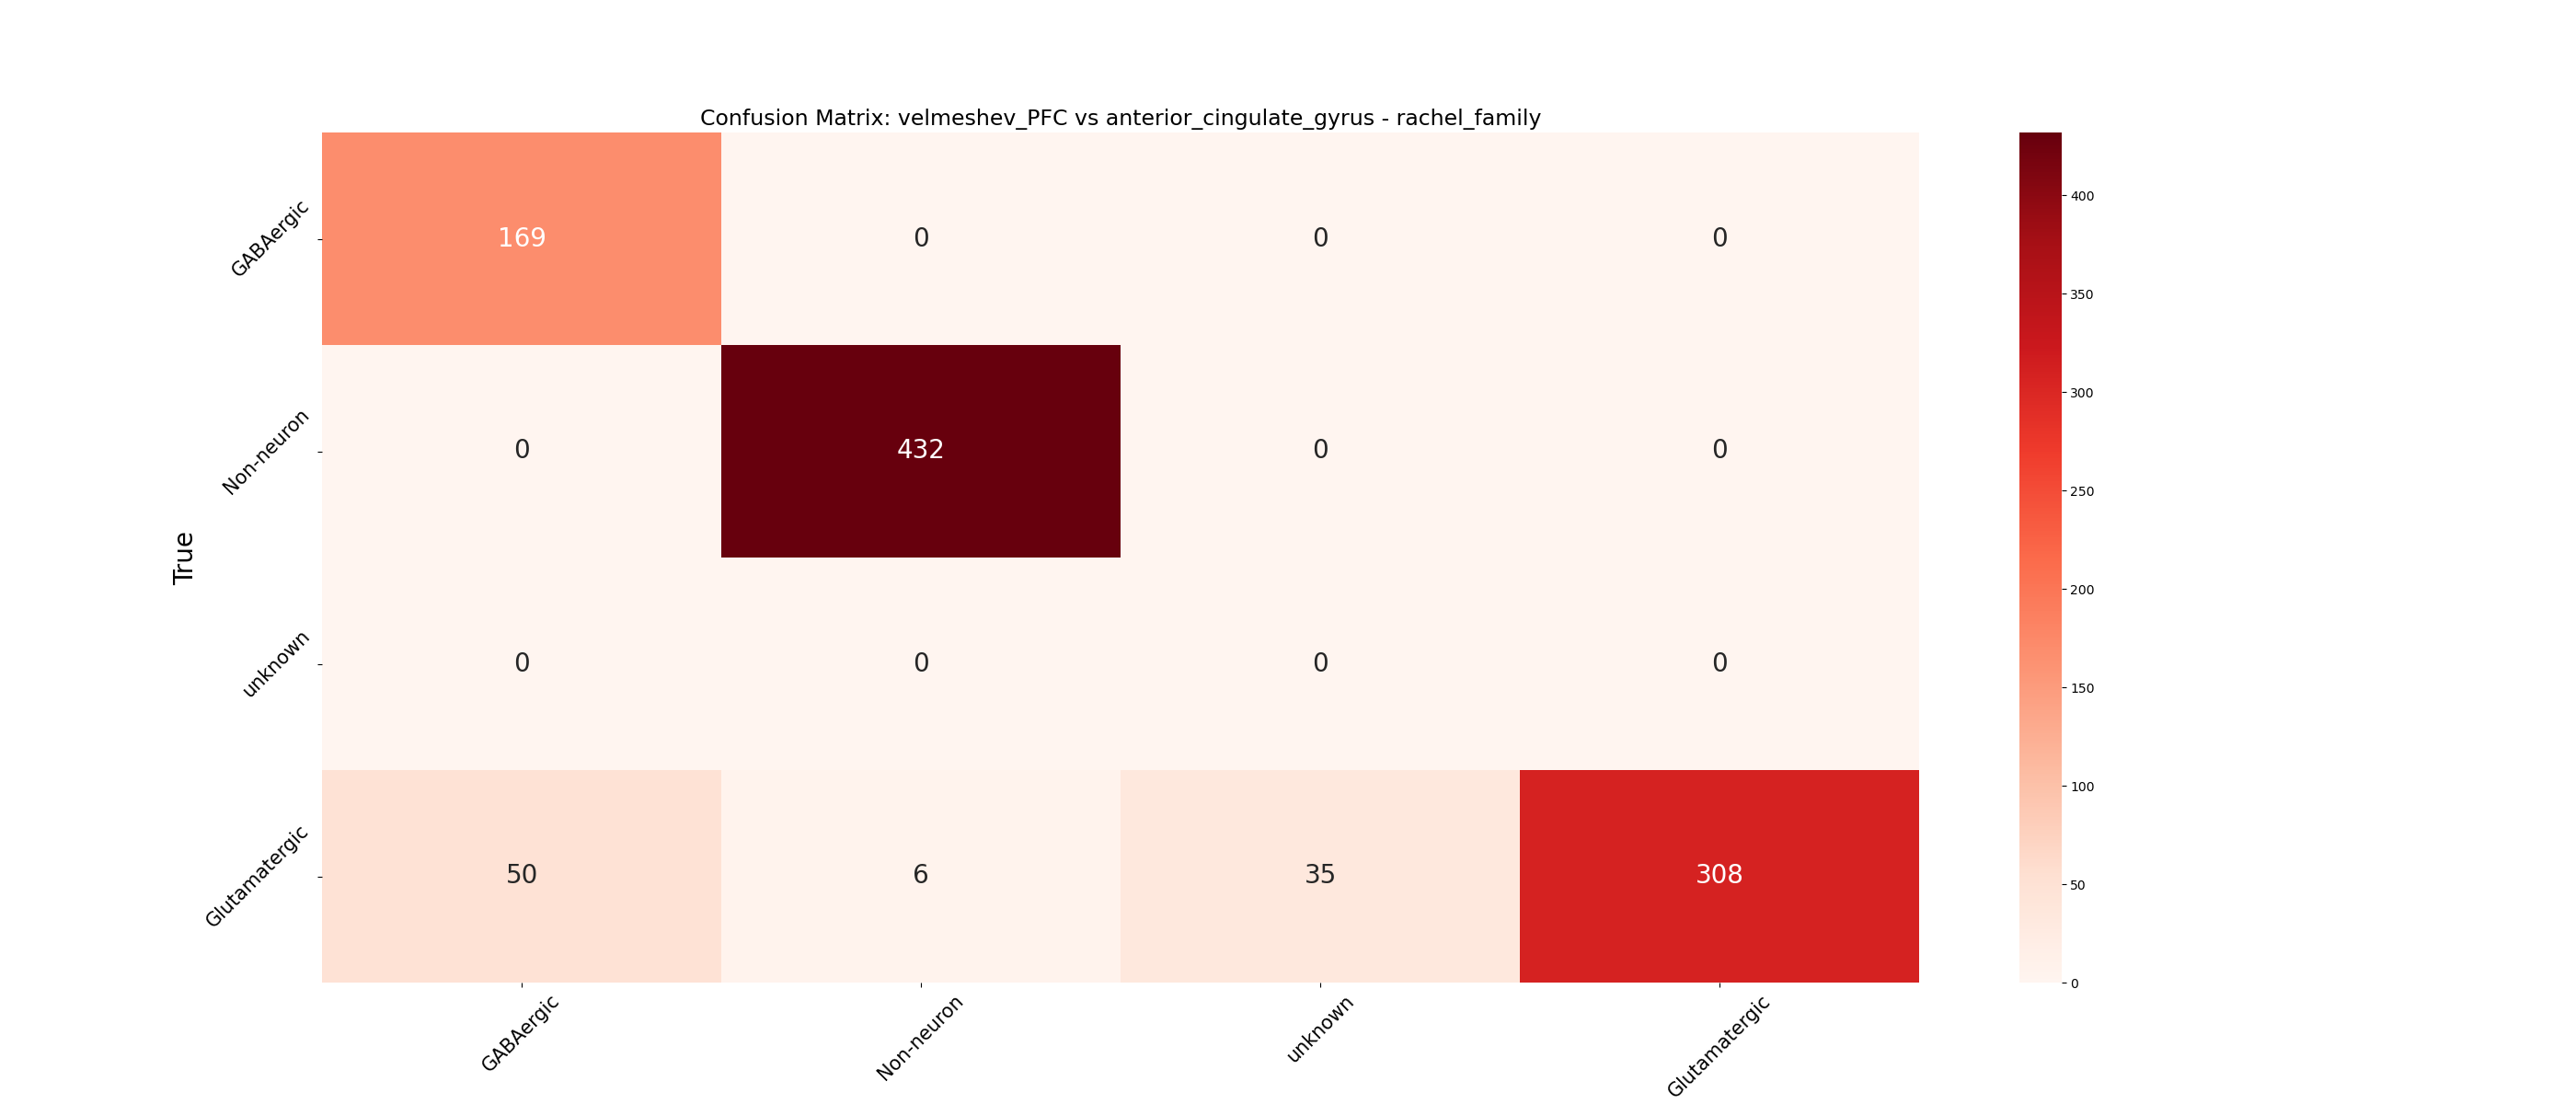 Confusion Matrix: velmeshev_PFC vs anterior_cingulate_gyrus - rachel_family
True
GABAergic
169 0 0 0
Non-neuron
0 432 0 0
unknown
0 0 0 0
Glutamatergic
50 6 35 308
GABAergic Non-neuron unknown Glutamatergic
400
350
300
250
200
150
100
50
0